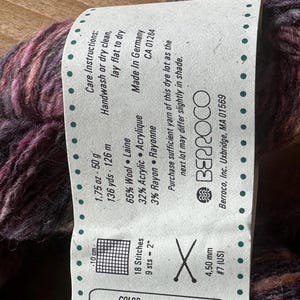 Care Instructions:
Handwash or dry clean,
lay flat to dry
Made In Germany
CA 01284
1.75 oz - 50 g
136 yds - 126 m
65% Wool • Laine
32% Acrylic • Acrylique
3% Rayon • Rayonne
Purchase sufficient yarn of this dye lot as the
next lot may differ slightly in shade.
BERROCO
Berroco, Inc. Uxbridge, MA 01569
10 cm
18 Stitches
9 sts = 2"
4,50 mm
#7 (US)
COLOR